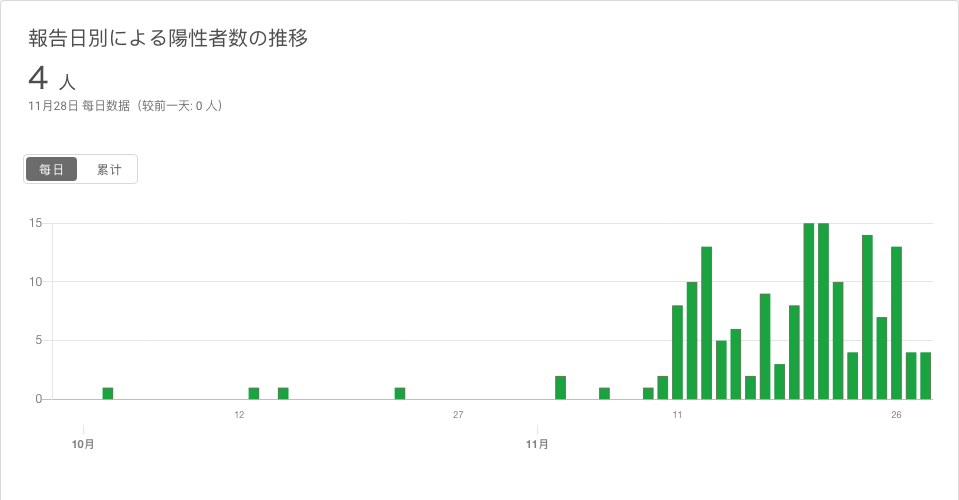 報告日別による陽性者数の推移
4 人
11月28日 每日数据（较前一天: 0 人）
每日 累计
15
10
5
0
12 27 11 26
10月 11月